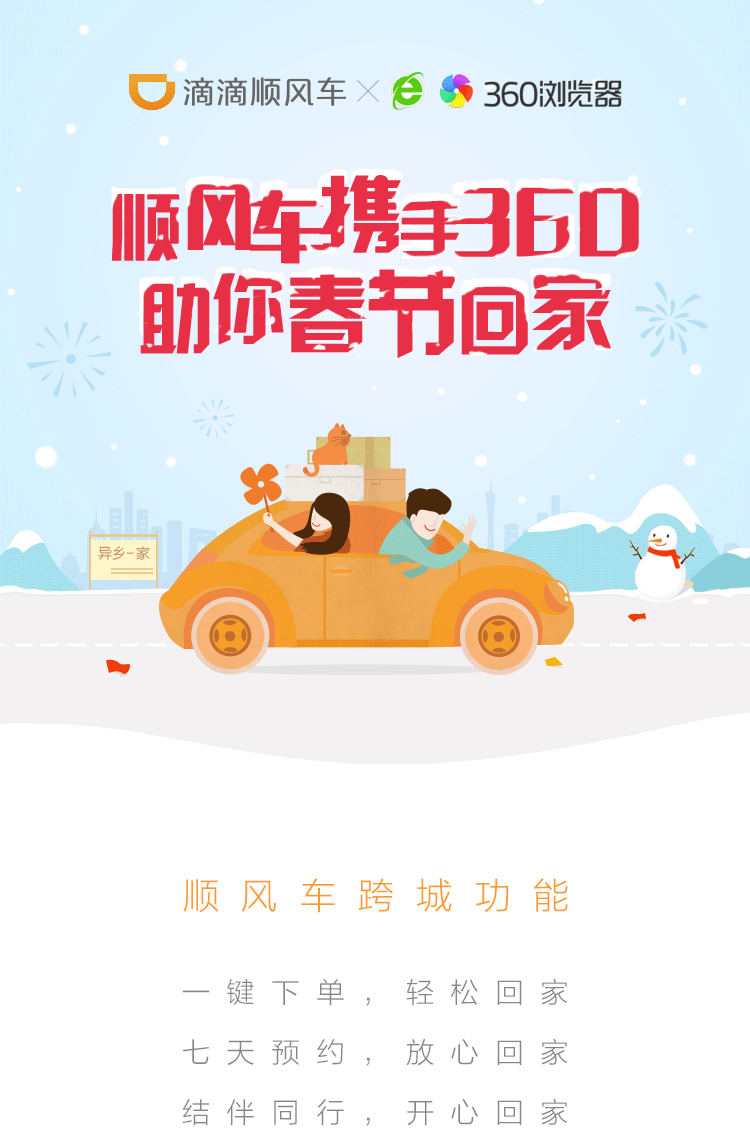 滴滴顺风车×360浏览器
顺风车携手360
助你春节回家
异乡-家
顺风车跨城功能
一键下单，轻松回家
七天预约，放心回家
结伴同行，开心回家